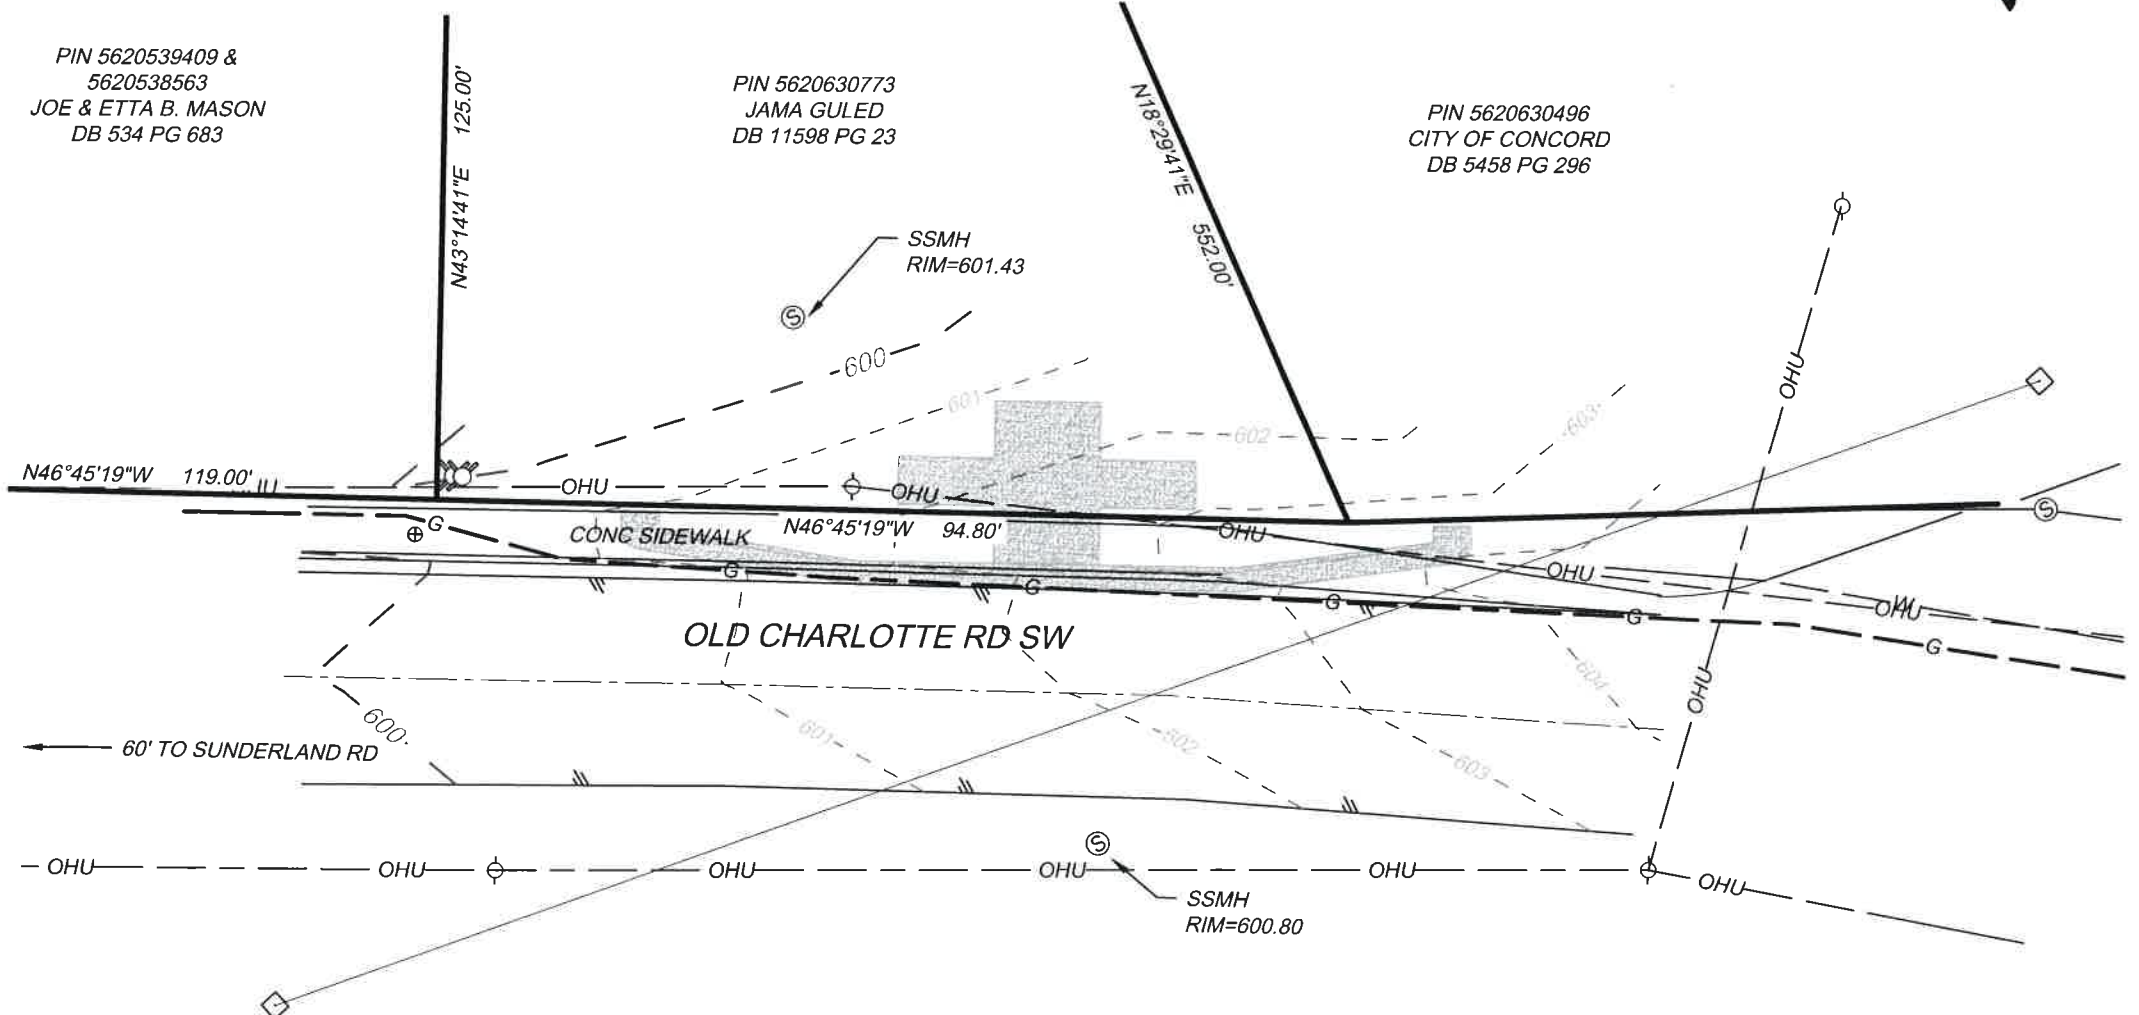 PIN 5620539409 &
5620538563
JOE & ETTA B. MASON
DB 534 PG 683
N43°14'41"E 125.00'
PIN 5620630773
JAMA GULED
DB 11598 PG 23
N18°29'41"E 552.00'
PIN 5620630496
CITY OF CONCORD
DB 5458 PG 296
SSMH
RIM=601.43
S
600
601
602
603
OHU
N46°45'19"W 119.00'
OHU
OHU
S
G
CONC SIDEWALK
N46°45'19"W 94.80'
OHU
OHU
OHU
W
G
G
G
G
G
OLD CHARLOTTE RD SW
604
OHU
600
601
602
603
60' TO SUNDERLAND RD
OHU
OHU
OHU
OHU
OHU
OHU
S
SSMH
RIM=600.80